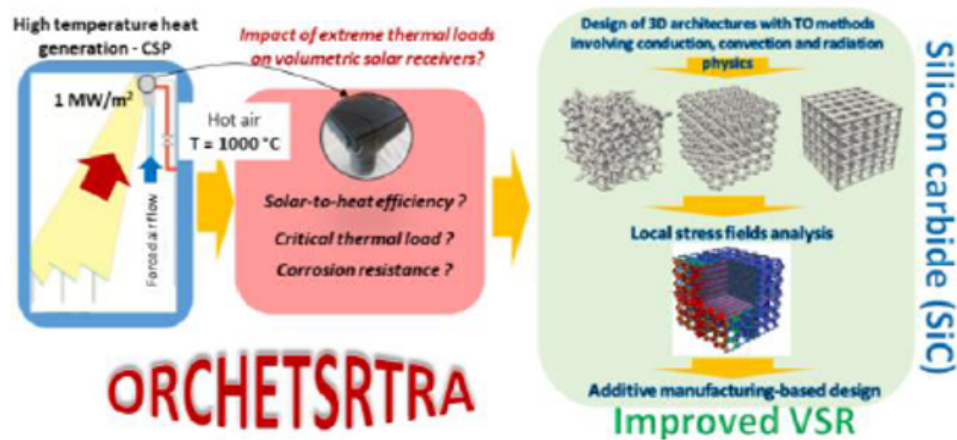 High temperature heat
generation - CSP
1 MW/m²
Forced air flow
Hot air
T = 1000 °C
Impact of extreme thermal loads
on volumetric solar receivers?
Solar-to-heat efficiency ?
Critical thermal load ?
Corrosion resistance ?
ORCHETSRTRA
Design of 3D architectures with TO methods
involving conduction, convection and radiation
physics
Local stress fields analysis
Additive manufacturing-based design
Improved VSR
Silicon carbide (SiC)